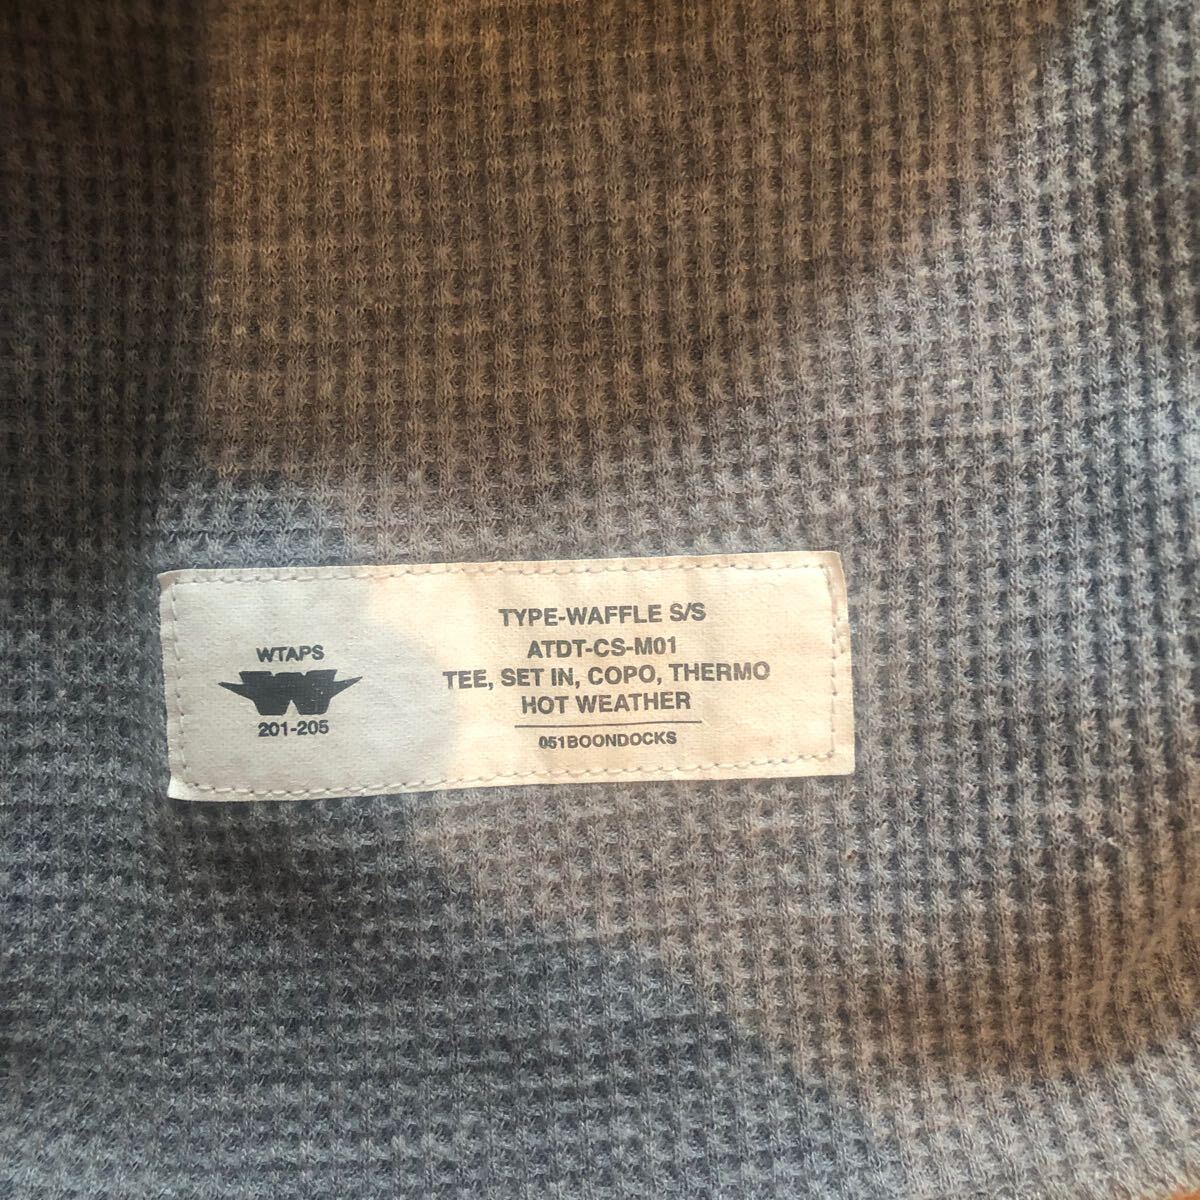 WTAPS
201-205
TYPE-WAFFLE S/S
ATDT-CS-M01
TEE, SET IN, COPO, THERMO
HOT WEATHER
051BOONDOCKS